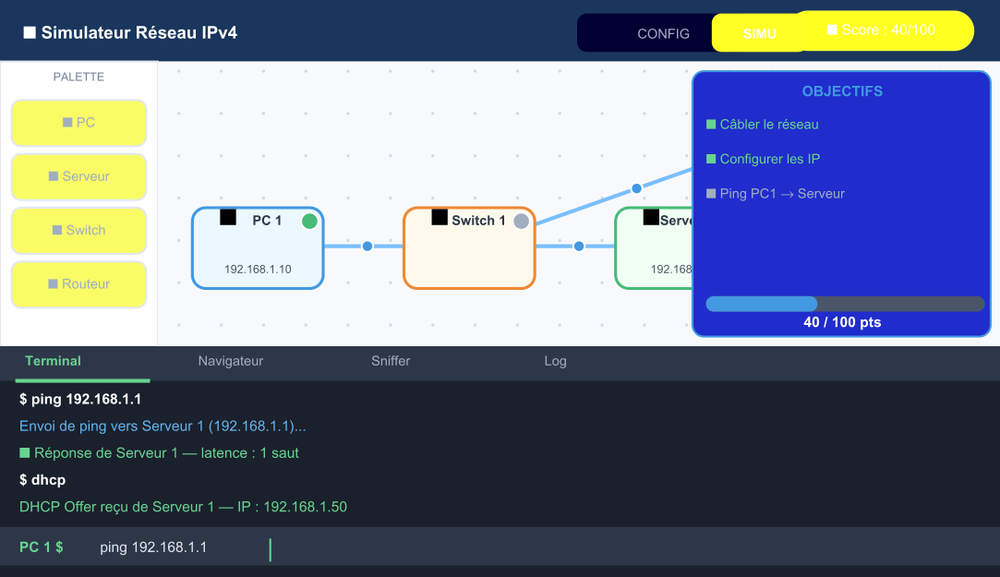 Simulateur Réseau IPv4
CONFIG
SIMU
Score : 40/100
PALETTE
PC
Serveur
Switch
Routeur
PC 1
192.168.1.10
Switch 1
Serve
192.168
OBJECTIFS
Câbler le réseau
Configurer les IP
Ping PC1 → Serveur
40 / 100 pts
Terminal
Navigateur
Sniffer
Log
$ ping 192.168.1.1
Envoi de ping vers Serveur 1 (192.168.1.1)...
Réponse de Serveur 1 — latence : 1 saut
$ dhcp
DHCP Offer reçu de Serveur 1 — IP : 192.168.1.50
PC 1 $ ping 192.168.1.1